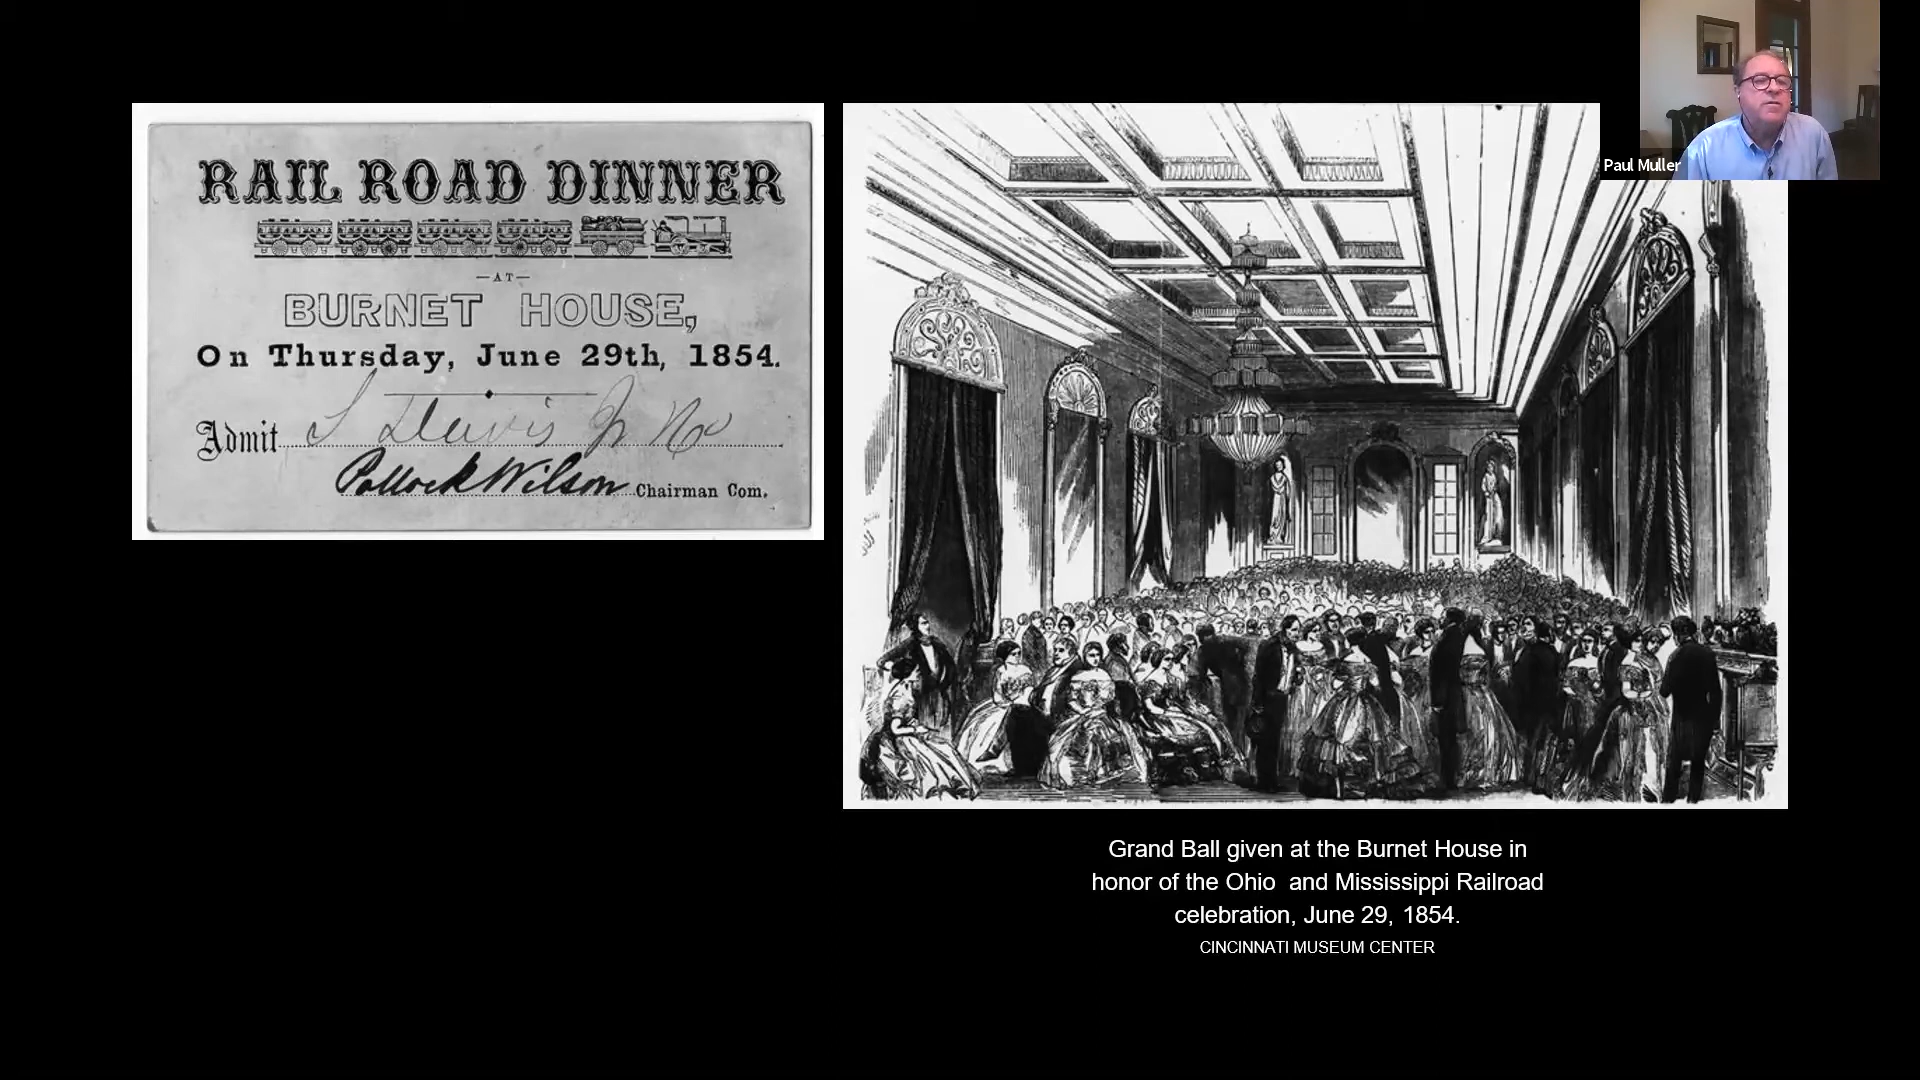 RAIL ROAD DINNER
—AT—
BURNET HOUSE,
On Thursday, June 29th, 1854.
Admit S Davis Jr
Pollock Wilson Chairman Com.
Paul Muller
Grand Ball given at the Burnet House in
honor of the Ohio and Mississippi Railroad
celebration, June 29, 1854.
CINCINNATI MUSEUM CENTER